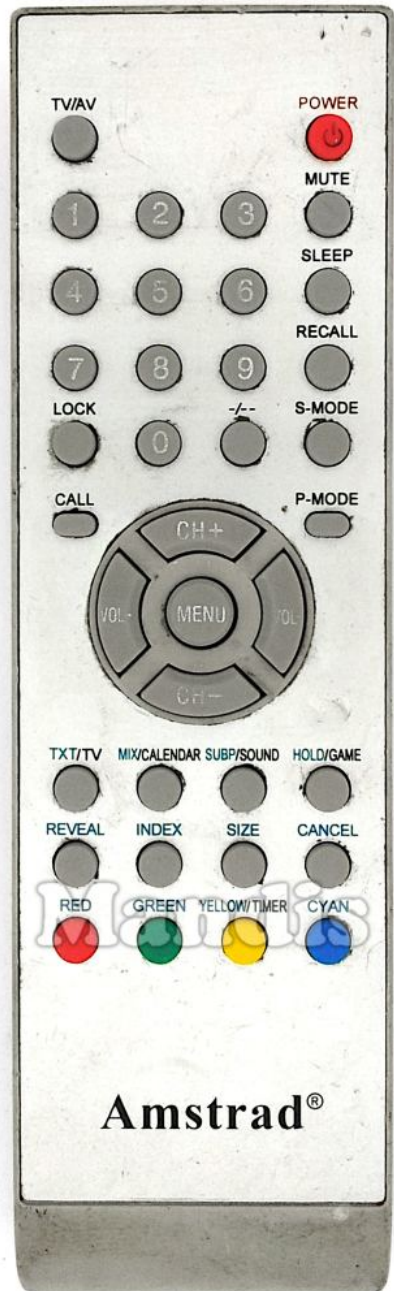 TV/AV POWER
MUTE
1 2 3
SLEEP
4 5 6
RECALL
7 8 9
LOCK -/-- S-MODE
0
CALL P-MODE
CH+
VOL- MENU VOL
CH-
TXT/TV MIX/CALENDAR SUBP/SOUND HOLD/GAME
REVEAL INDEX SIZE CANCEL
Mandis
RED GREEN YELLOW/TIMER CYAN
Amstrad®